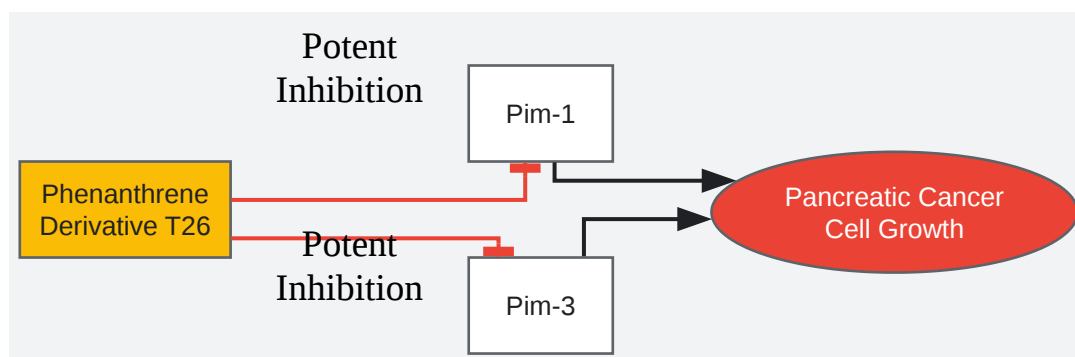 Potent
Inhibition
Pim-1
Phenanthrene
Derivative T26
Pancreatic Cancer
Cell Growth
Potent
Inhibition
Pim-3